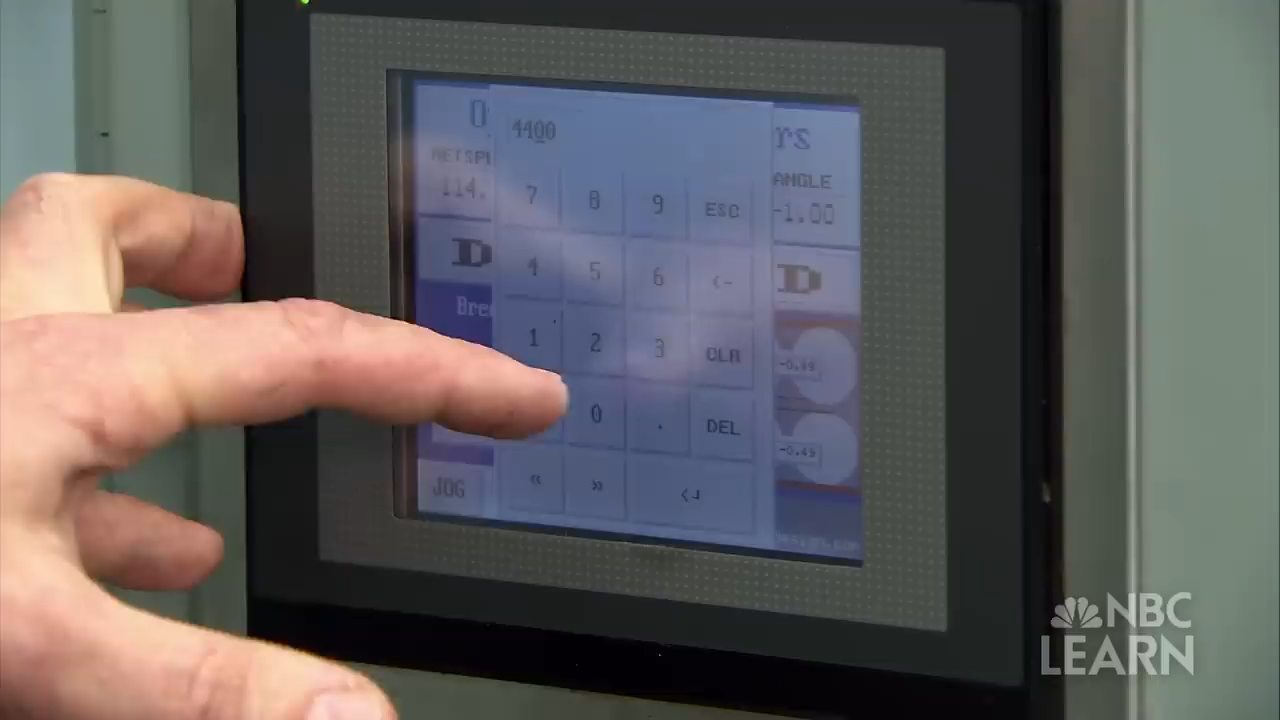 4400
rs
NETSP
114.
ANGLE
-1.00
7 8 9 ESC
4 5 6 <-
D
D
Bre
1 2 3 CLR
-0.49
0 . DEL
-0.49
JOG
« » <┘
NBC
LEARN